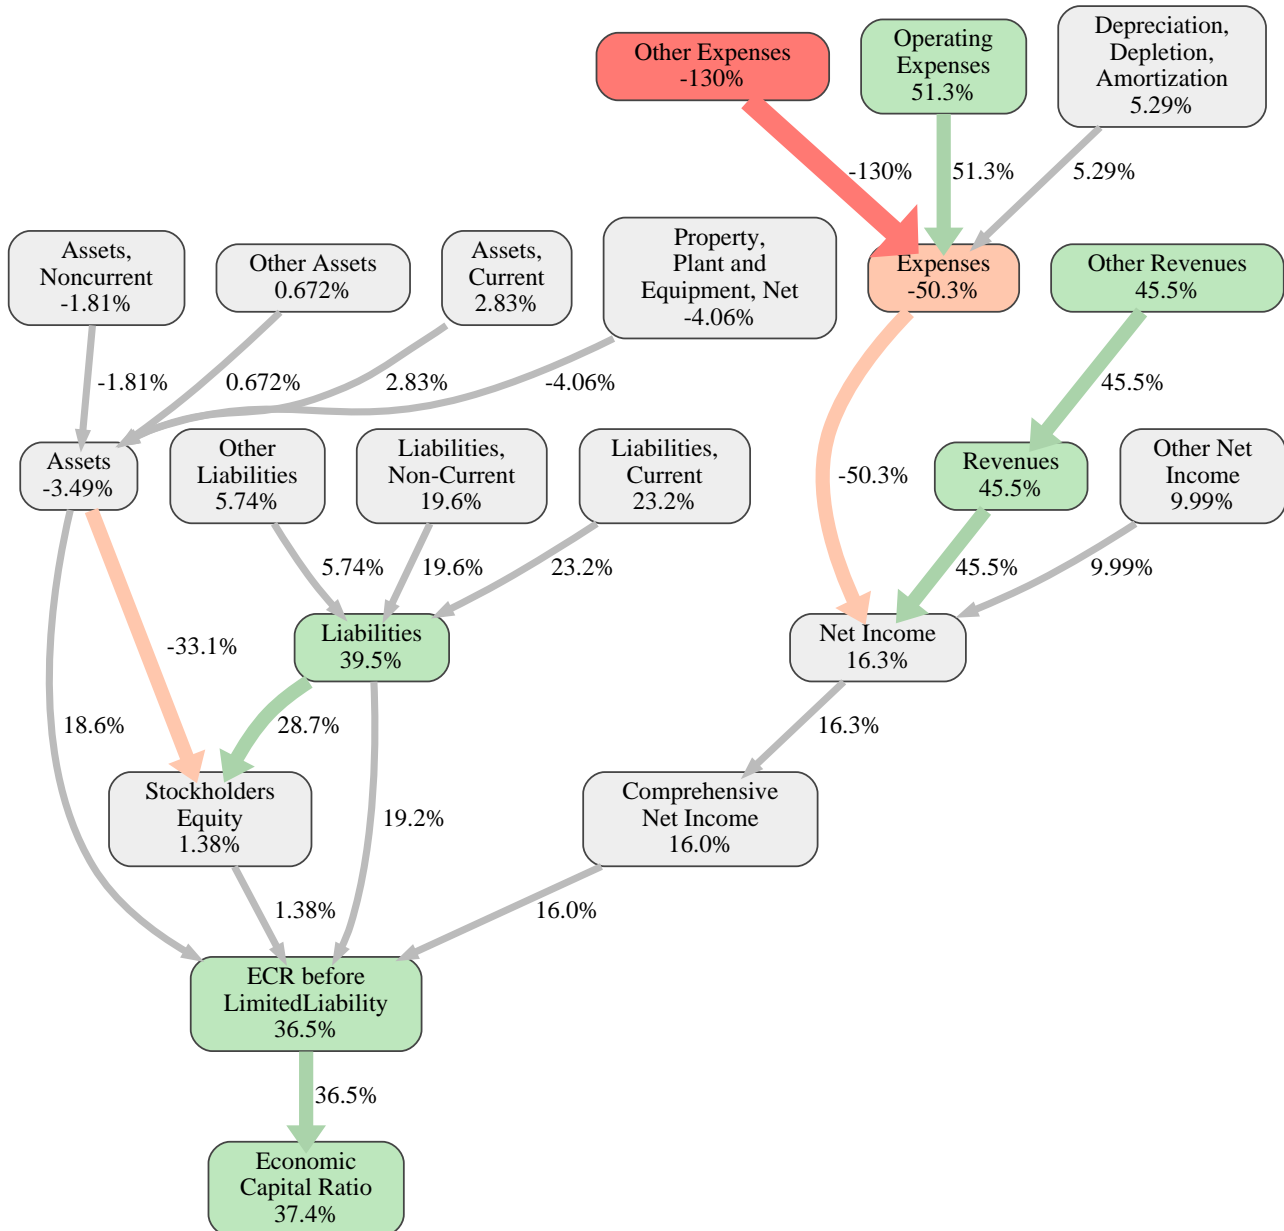 Other Expenses
-130%
Operating
Expenses
51.3%
Depreciation,
Depletion,
Amortization
5.29%
-130%
51.3%
5.29%
Assets,
Noncurrent
-1.81%
Other Assets
0.672%
Assets,
Current
2.83%
Property,
Plant and
Equipment, Net
-4.06%
Expenses
-50.3%
Other Revenues
45.5%
-1.81%
0.672%
2.83%
-4.06%
45.5%
Assets
-3.49%
Other
Liabilities
5.74%
Liabilities,
Non-Current
19.6%
Liabilities,
Current
23.2%
-50.3%
Revenues
45.5%
Other Net
Income
9.99%
5.74%
19.6%
23.2%
45.5%
9.99%
-33.1%
Liabilities
39.5%
Net Income
16.3%
18.6%
28.7%
16.3%
Stockholders
Equity
1.38%
19.2%
Comprehensive
Net Income
16.0%
1.38%
16.0%
ECR before
LimitedLiability
36.5%
36.5%
Economic
Capital Ratio
37.4%